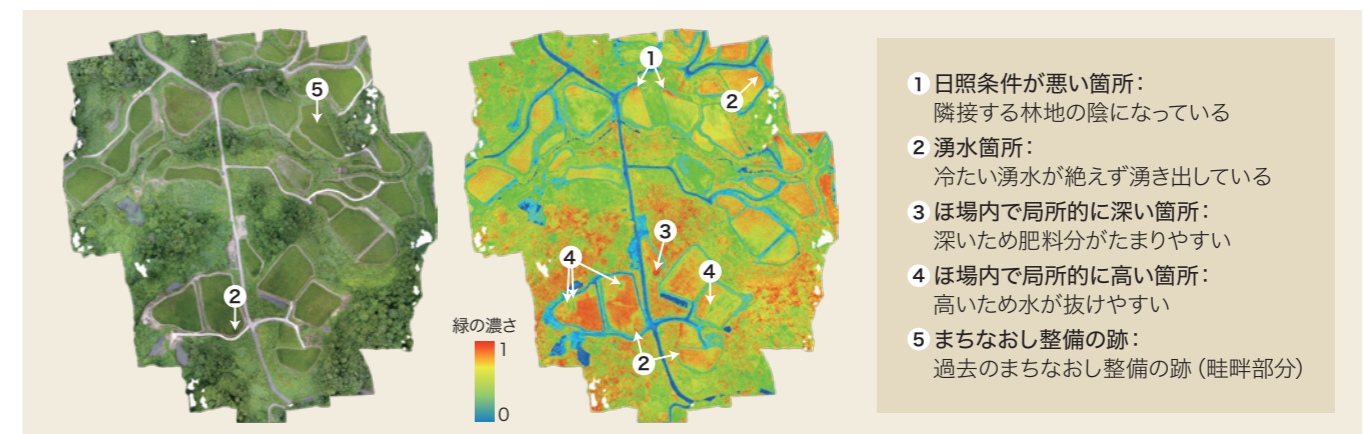 ⑤
②
①
②
③
④
④
②
緑の濃さ
1
0
① 日照条件が悪い箇所：
隣接する林地の陰になっている
② 湧水箇所：
冷たい湧水が絶えず湧き出している
③ ほ場内で局所的に深い箇所：
深いため肥料分がたまりやすい
④ ほ場内で局所的に高い箇所：
高いため水が抜けやすい
⑤ まちなおし整備の跡：
過去のまちなおし整備の跡（畦畔部分）